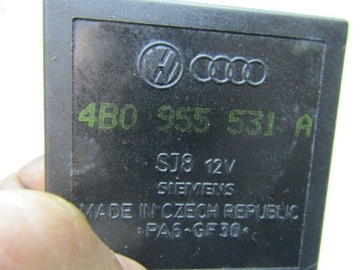 4B0 955 531 A
SJ8 12V
SIEMENS
MADE IN CZECH REPUBLIC
PA6-GF30